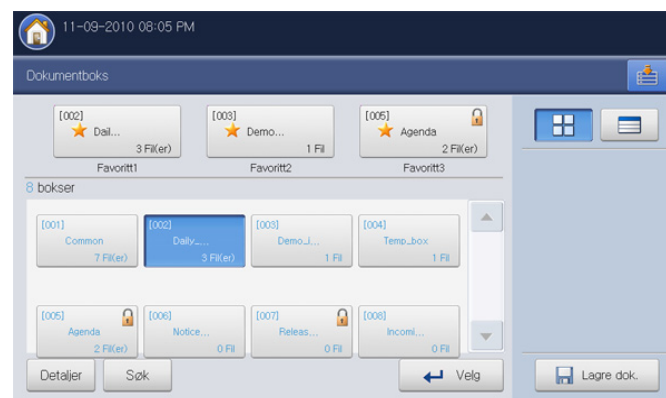 11-09-2010 08:05 PM
Dokumentboks
[002]
Dail...
3 Fil(er)
Favoritt1
[003]
Demo...
1 Fil
Favoritt2
[005]
Agenda
2 Fil(er)
Favoritt3
8 bokser
[001]
Common
7 Fil(er)
[002]
Daily_...
3 Fil(er)
[003]
Demo_i...
1 Fil
[004]
Temp_box
1 Fil
[005]
Agenda
2 Fil(er)
[006]
Notice...
0 Fil
[007]
Releas...
0 Fil
[008]
Incomi...
0 Fil
Detaljer
Søk
Velg
Lagre dok.